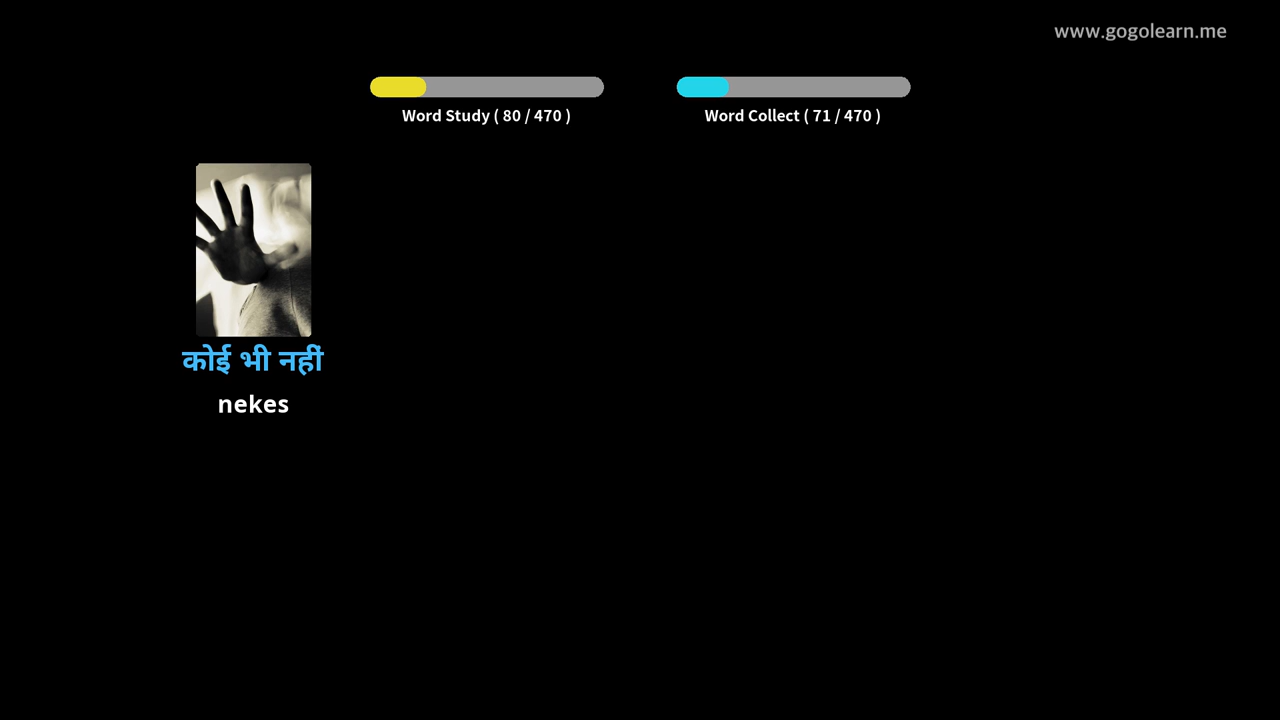 www.gogolearn.me
Word Study ( 80 / 470 )
Word Collect ( 71 / 470 )
कोई भी नहीं
nekes